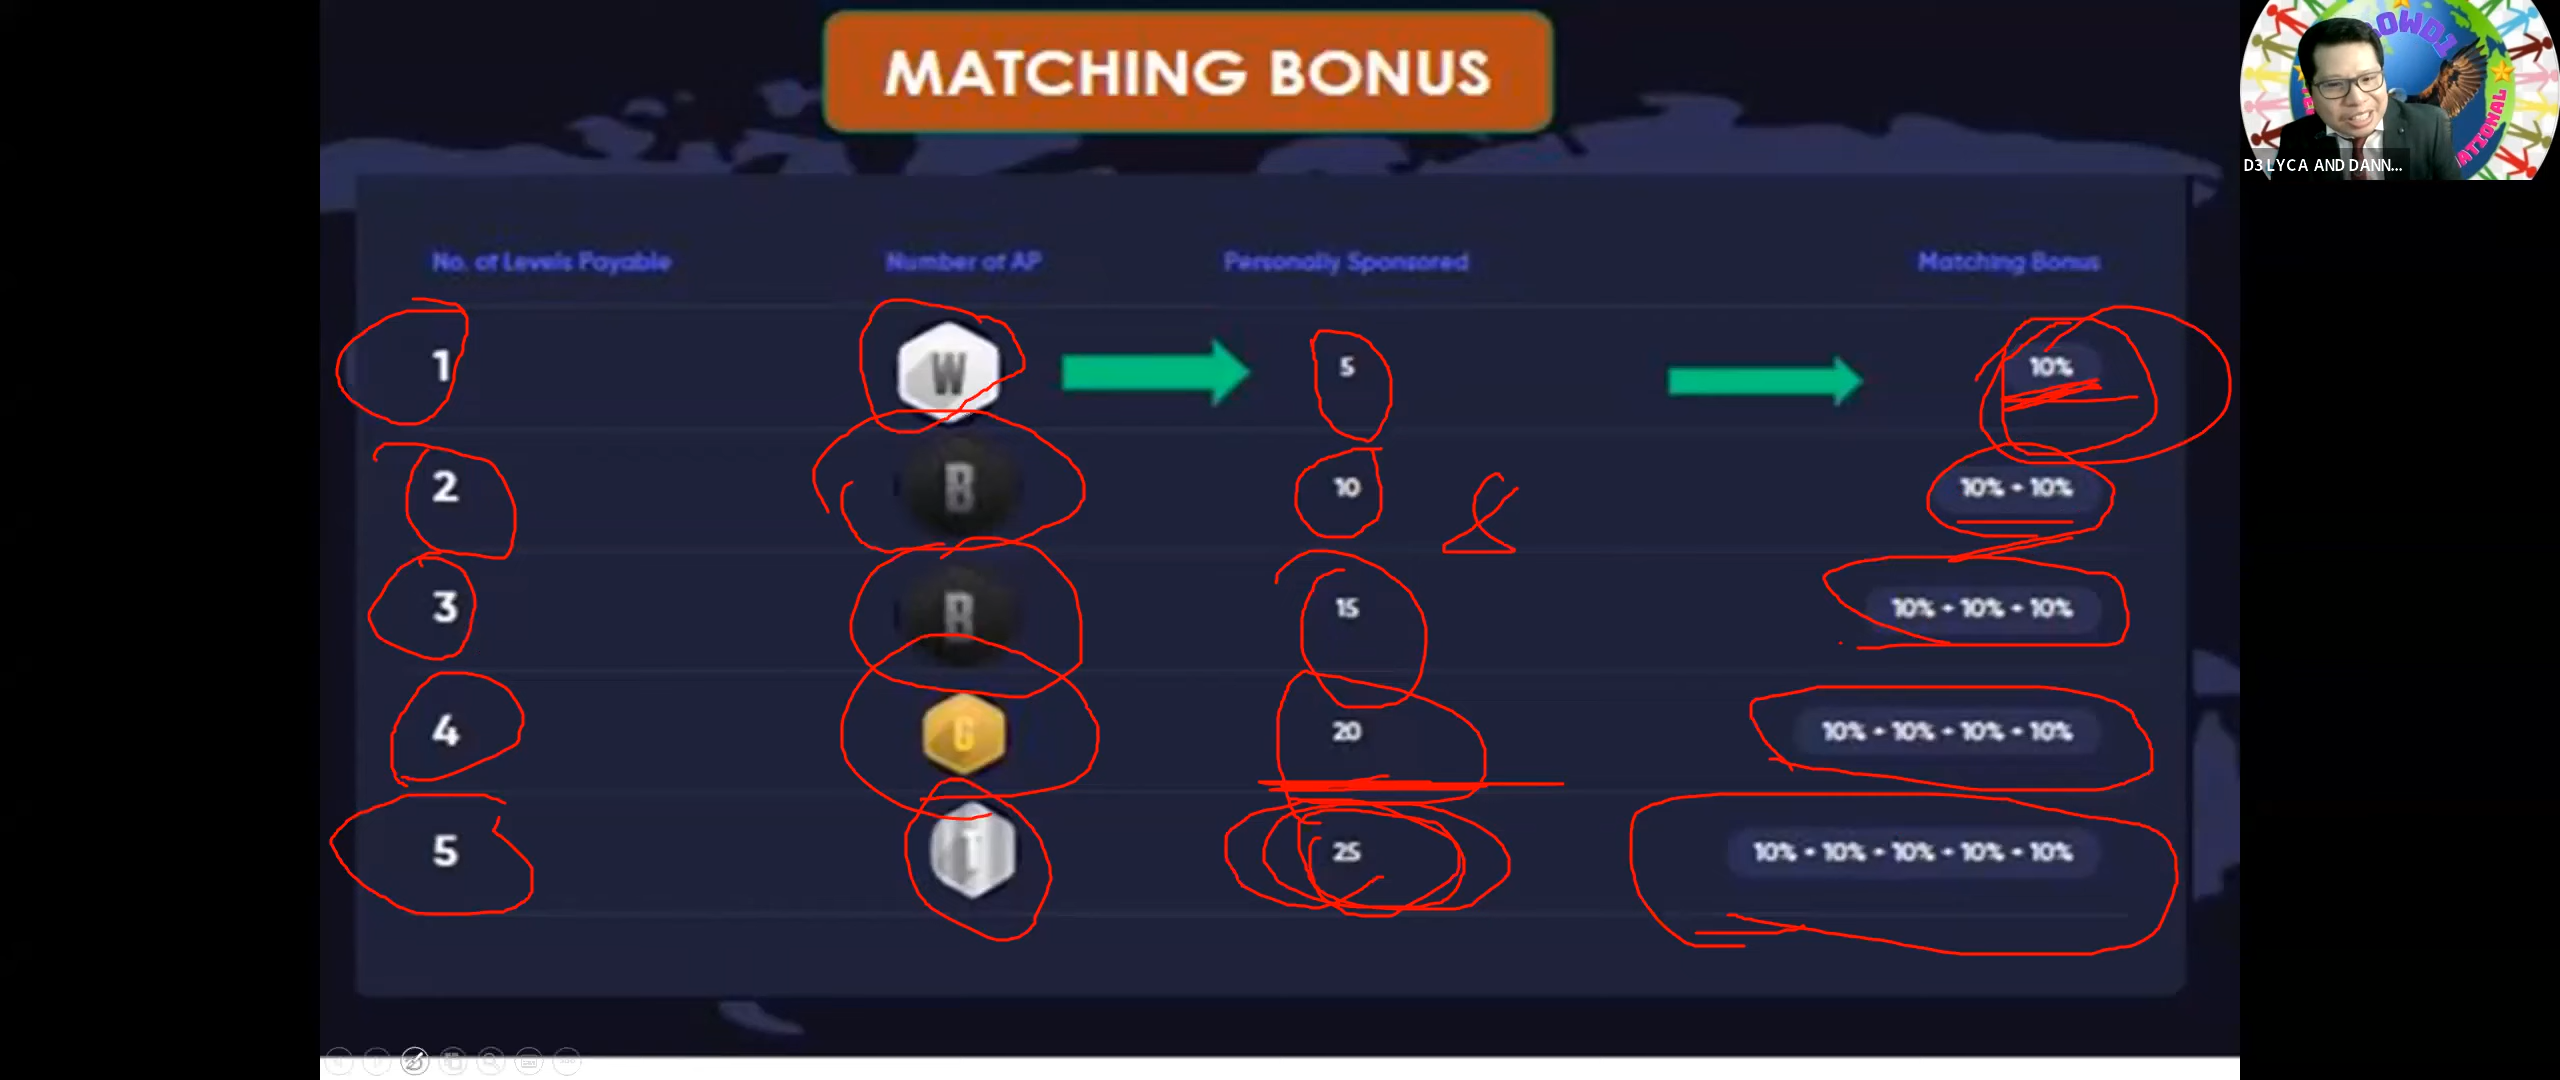 MATCHING BONUS
No. of Levels Payable Number of AP Personally Sponsored Matching Bonus
1 W 5 10%
2 B 10 10% + 10%
3 B 15 10% + 10% + 10%
4 G 20 10% + 10% + 10% + 10%
5 T 25 10% + 10% + 10% + 10% + 10%
D3 LYCA AND DANN...